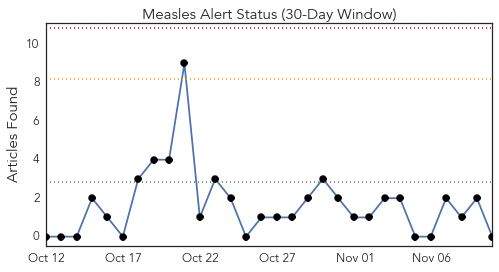 Measles Alert Status (30-Day Window)
Articles Found
10
8
6
4
2
0
Oct 12
Oct 17
Oct 22
Oct 27
Nov 01
Nov 06